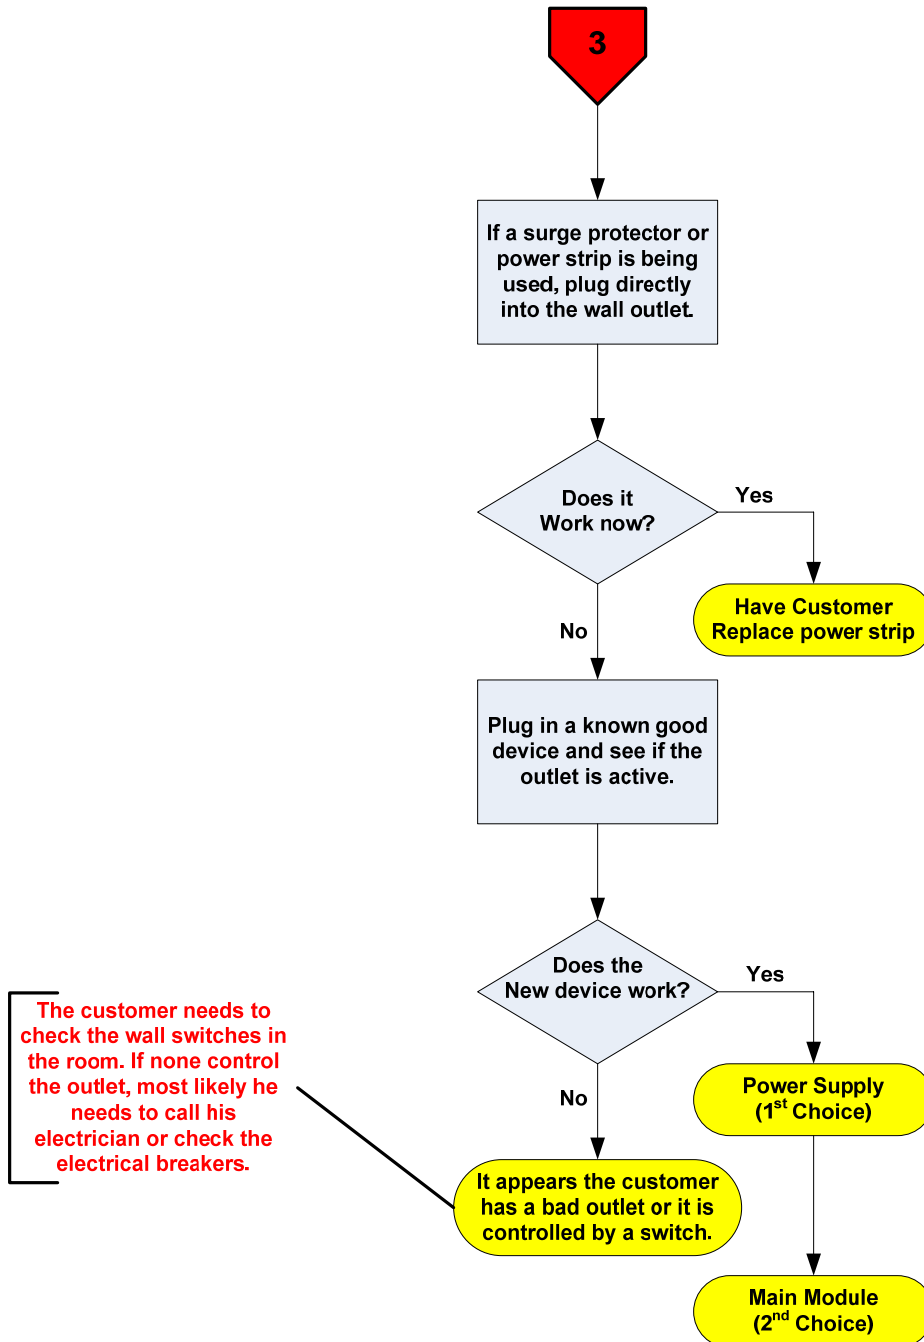 3
If a surge protector or
power strip is being
used, plug directly
into the wall outlet.
Does it
Work now?
Yes
Have Customer
Replace power strip
No
Plug in a known good
device and see if the
outlet is active.
Does the
New device work?
Yes
Power Supply
(1st Choice)
No
The customer needs to
check the wall switches in
the room. If none control
the outlet, most likely he
needs to call his
electrician or check the
electrical breakers.
It appears the customer
has a bad outlet or it is
controlled by a switch.
Main Module
(2nd Choice)